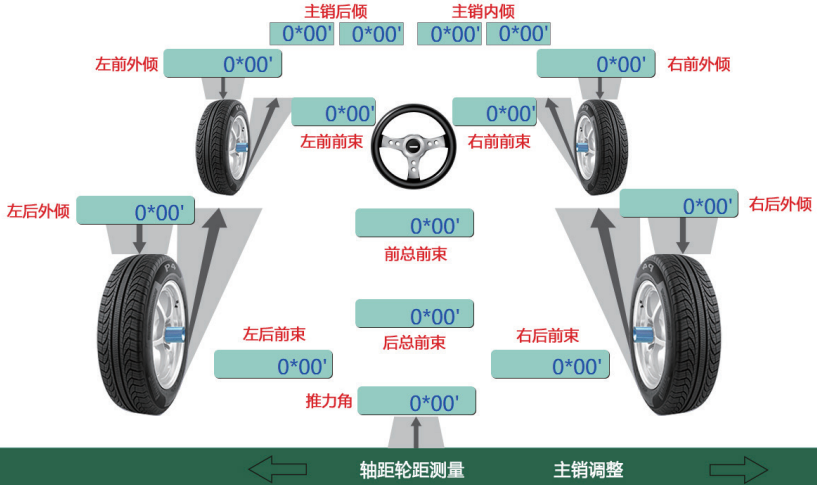 主销后倾 主销内倾
0*00' 0*00' 0*00' 0*00'
左前外倾 0*00' 0*00' 右前外倾
0*00' 0*00'
左前前束 右前前束
左后外倾 0*00' 0*00' 右后外倾
0*00'
前总前束
0*00'
左后前束 后总前束 右后前束
0*00' 0*00'
推力角 0*00'
轴距轮距测量 主销调整